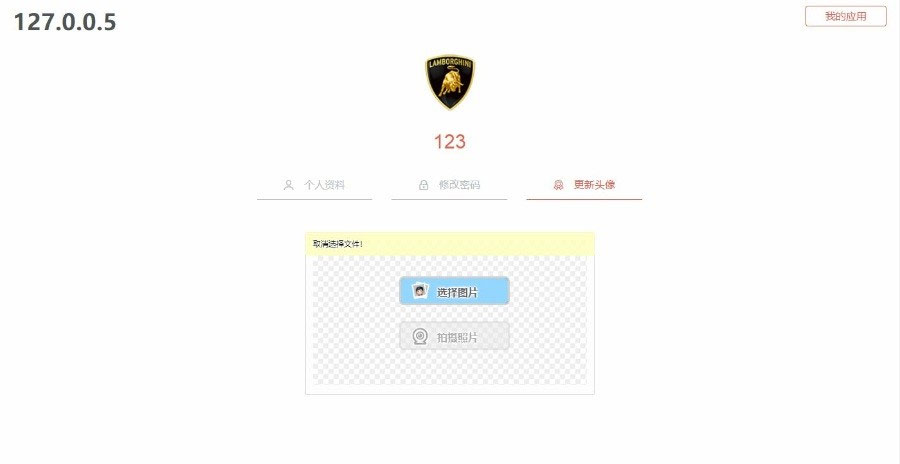 127.0.0.5
我的应用
LAMBORGHINI
123
个人资料
修改密码
更新头像
取消选择文件!
选择图片
拍摄照片